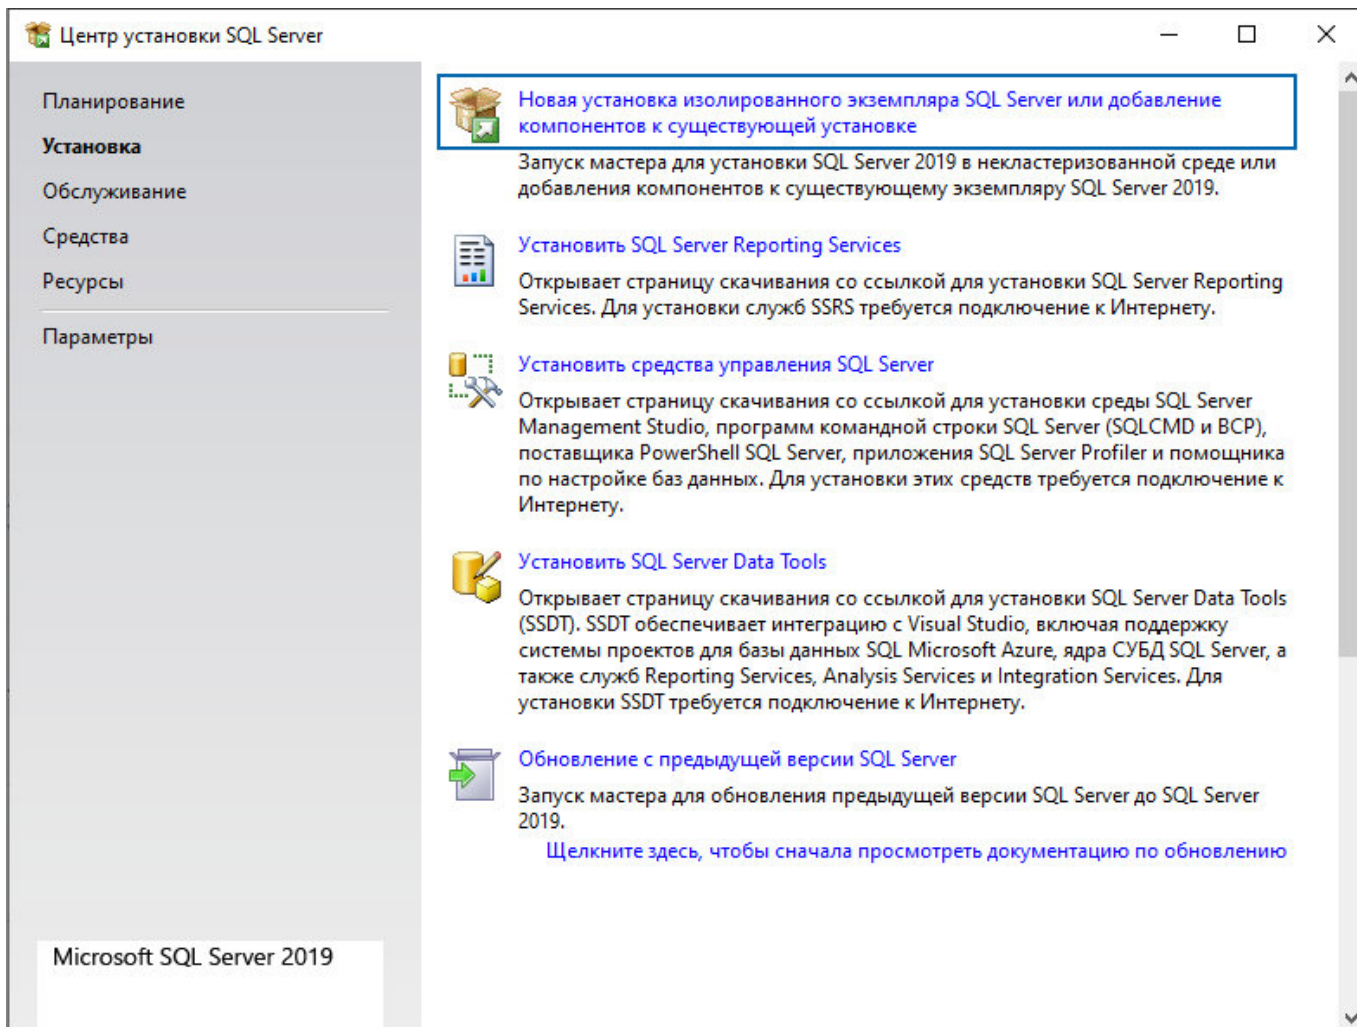 Центр установки SQL Server
Планирование
Установка
Обслуживание
Средства
Ресурсы
Параметры
Microsoft SQL Server 2019
Новая установка изолированного экземпляра SQL Server или добавление
компонентов к существующей установке
Запуск мастера для установки SQL Server 2019 в некластеризованной среде или
добавления компонентов к существующему экземпляру SQL Server 2019.
Установить SQL Server Reporting Services
Открывает страницу скачивания со ссылкой для установки SQL Server Reporting
Services. Для установки служб SSRS требуется подключение к Интернету.
Установить средства управления SQL Server
Открывает страницу скачивания со ссылкой для установки среды SQL Server
Management Studio, программ командной строки SQL Server (SQLCMD и BCP),
поставщика PowerShell SQL Server, приложения SQL Server Profiler и помощника
по настройке баз данных. Для установки этих средств требуется подключение к
Интернету.
Установить SQL Server Data Tools
Открывает страницу скачивания со ссылкой для установки SQL Server Data Tools
(SSDT). SSDT обеспечивает интеграцию с Visual Studio, включая поддержку
системы проектов для базы данных SQL Microsoft Azure, ядра СУБД SQL Server, а
также служб Reporting Services, Analysis Services и Integration Services. Для
установки SSDT требуется подключение к Интернету.
Обновление с предыдущей версии SQL Server
Запуск мастера для обновления предыдущей версии SQL Server до SQL Server
2019.
Щелкните здесь, чтобы сначала просмотреть документацию по обновлению